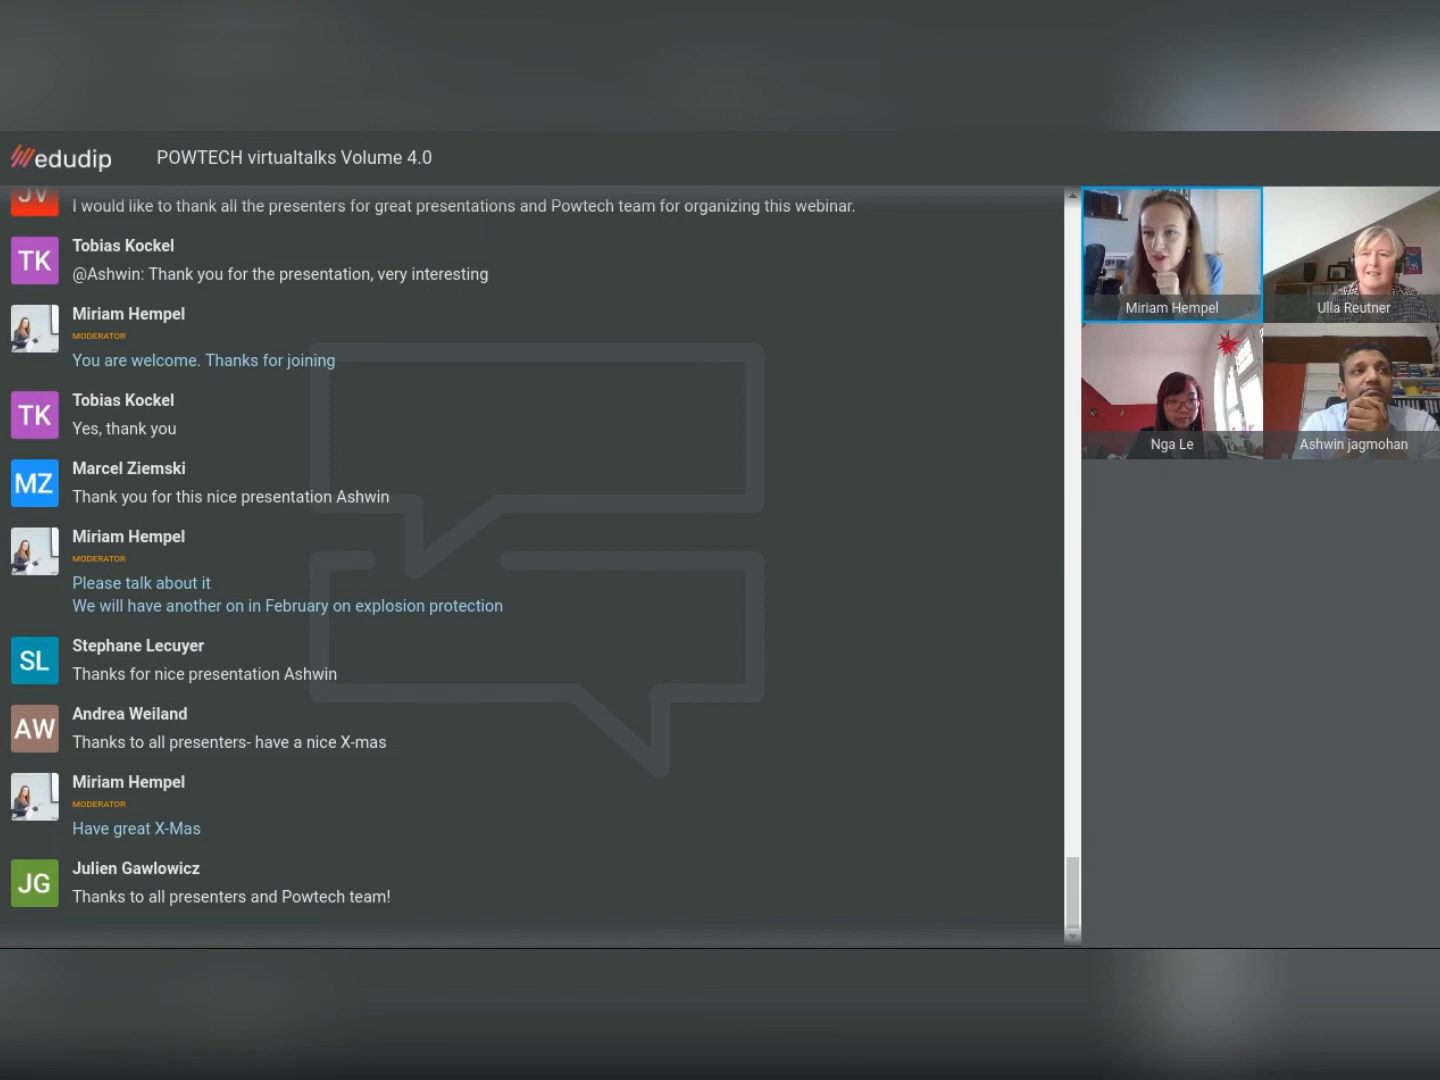 edudip
POWTECH virtualtalks Volume 4.0
JV
I would like to thank all the presenters for great presentations and Powtech team for organizing this webinar.
TK
Tobias Kockel
@Ashwin: Thank you for the presentation, very interesting
Miriam Hempel
MODERATOR
You are welcome. Thanks for joining
TK
Tobias Kockel
Yes, thank you
MZ
Marcel Ziemski
Thank you for this nice presentation Ashwin
Miriam Hempel
MODERATOR
Please talk about it
We will have another on in February on explosion protection
SL
Stephane Lecuyer
Thanks for nice presentation Ashwin
AW
Andrea Weiland
Thanks to all presenters- have a nice X-mas
Miriam Hempel
MODERATOR
Have great X-Mas
JG
Julien Gawlowicz
Thanks to all presenters and Powtech team!
Miriam Hempel
Ulla Reutner
Nga Le
Ashwin jagmohan